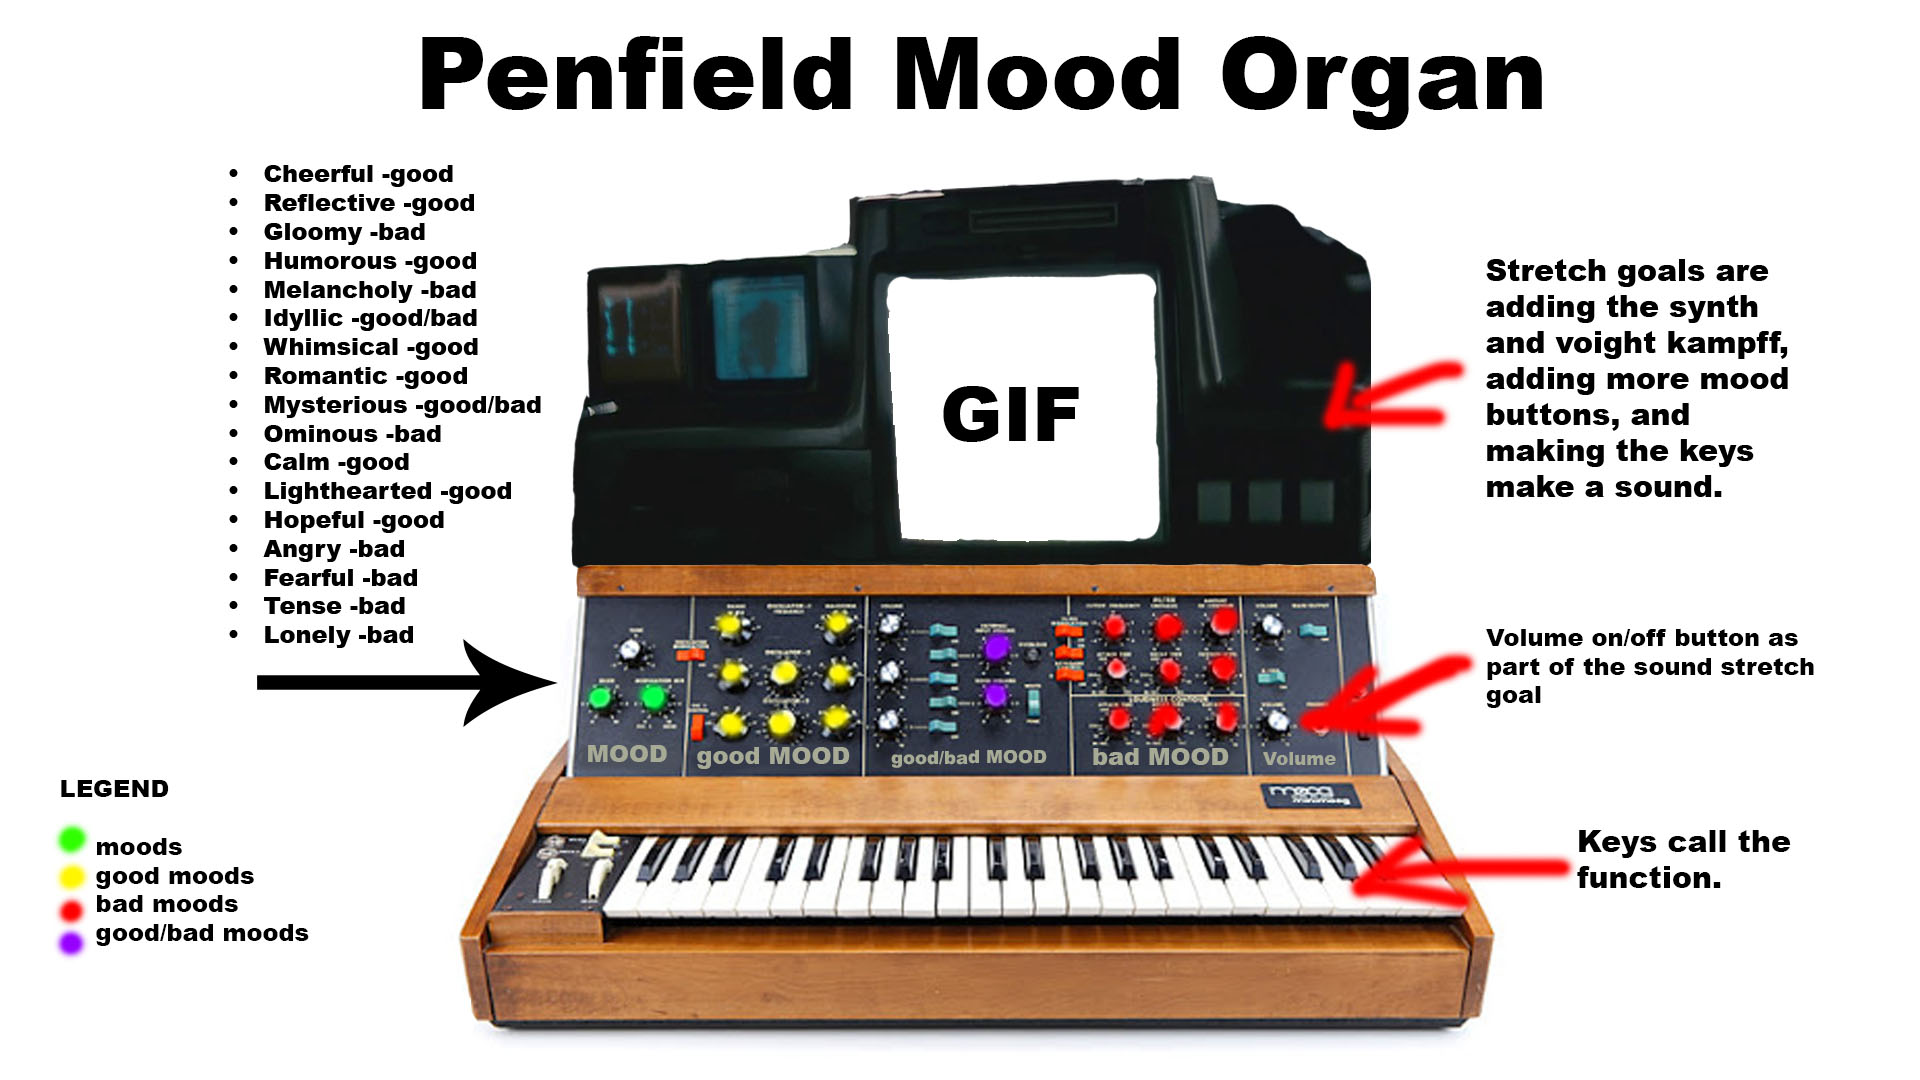 Penfield Mood Organ
• Cheerful -good
• Reflective -good
• Gloomy -bad
• Humorous -good
• Melancholy -bad
• Idyllic -good/bad
• Whimsical -good
• Romantic -good
• Mysterious -good/bad
• Ominous -bad
• Calm -good
• Lighthearted -good
• Hopeful -good
• Angry -bad
• Fearful -bad
• Tense -bad
• Lonely -bad
GIF
Stretch goals are
adding the synth
and voight kampff,
adding more mood
buttons, and
making the keys
make a sound.
Volume on/off button as
part of the sound stretch
goal
MOOD
good MOOD
good/bad MOOD
bad MOOD
Volume
LEGEND
moods
good moods
bad moods
good/bad moods
moog
minimoog
Keys call the
function.